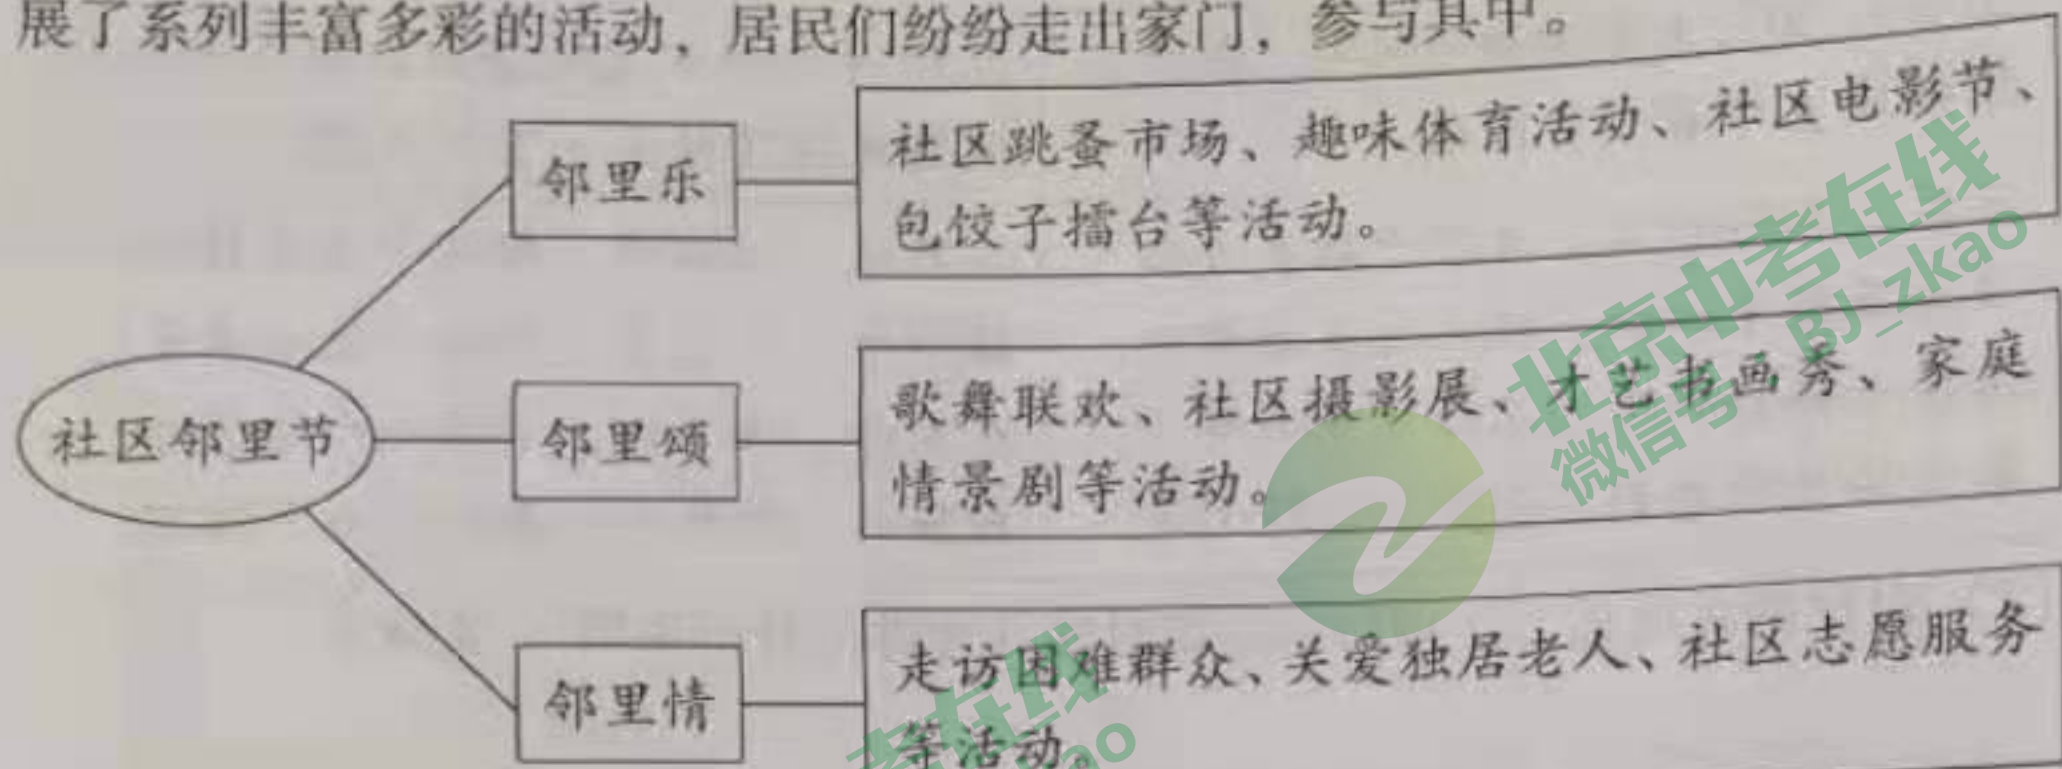 展了系列丰富多彩的活动，居民们纷纷走出家门，参与其中。
社区邻里节
邻里乐
社区跳蚤市场、趣味体育活动、社区电影节、
包饺子擂台等活动。
邻里颂
歌舞联欢、社区摄影展、才艺书画秀、家庭
情景剧等活动。
邻里情
走访困难群众、关爱独居老人、社区志愿服务
等活动。
北京中考在线
微信号 BJ_zkao
考在线
kao